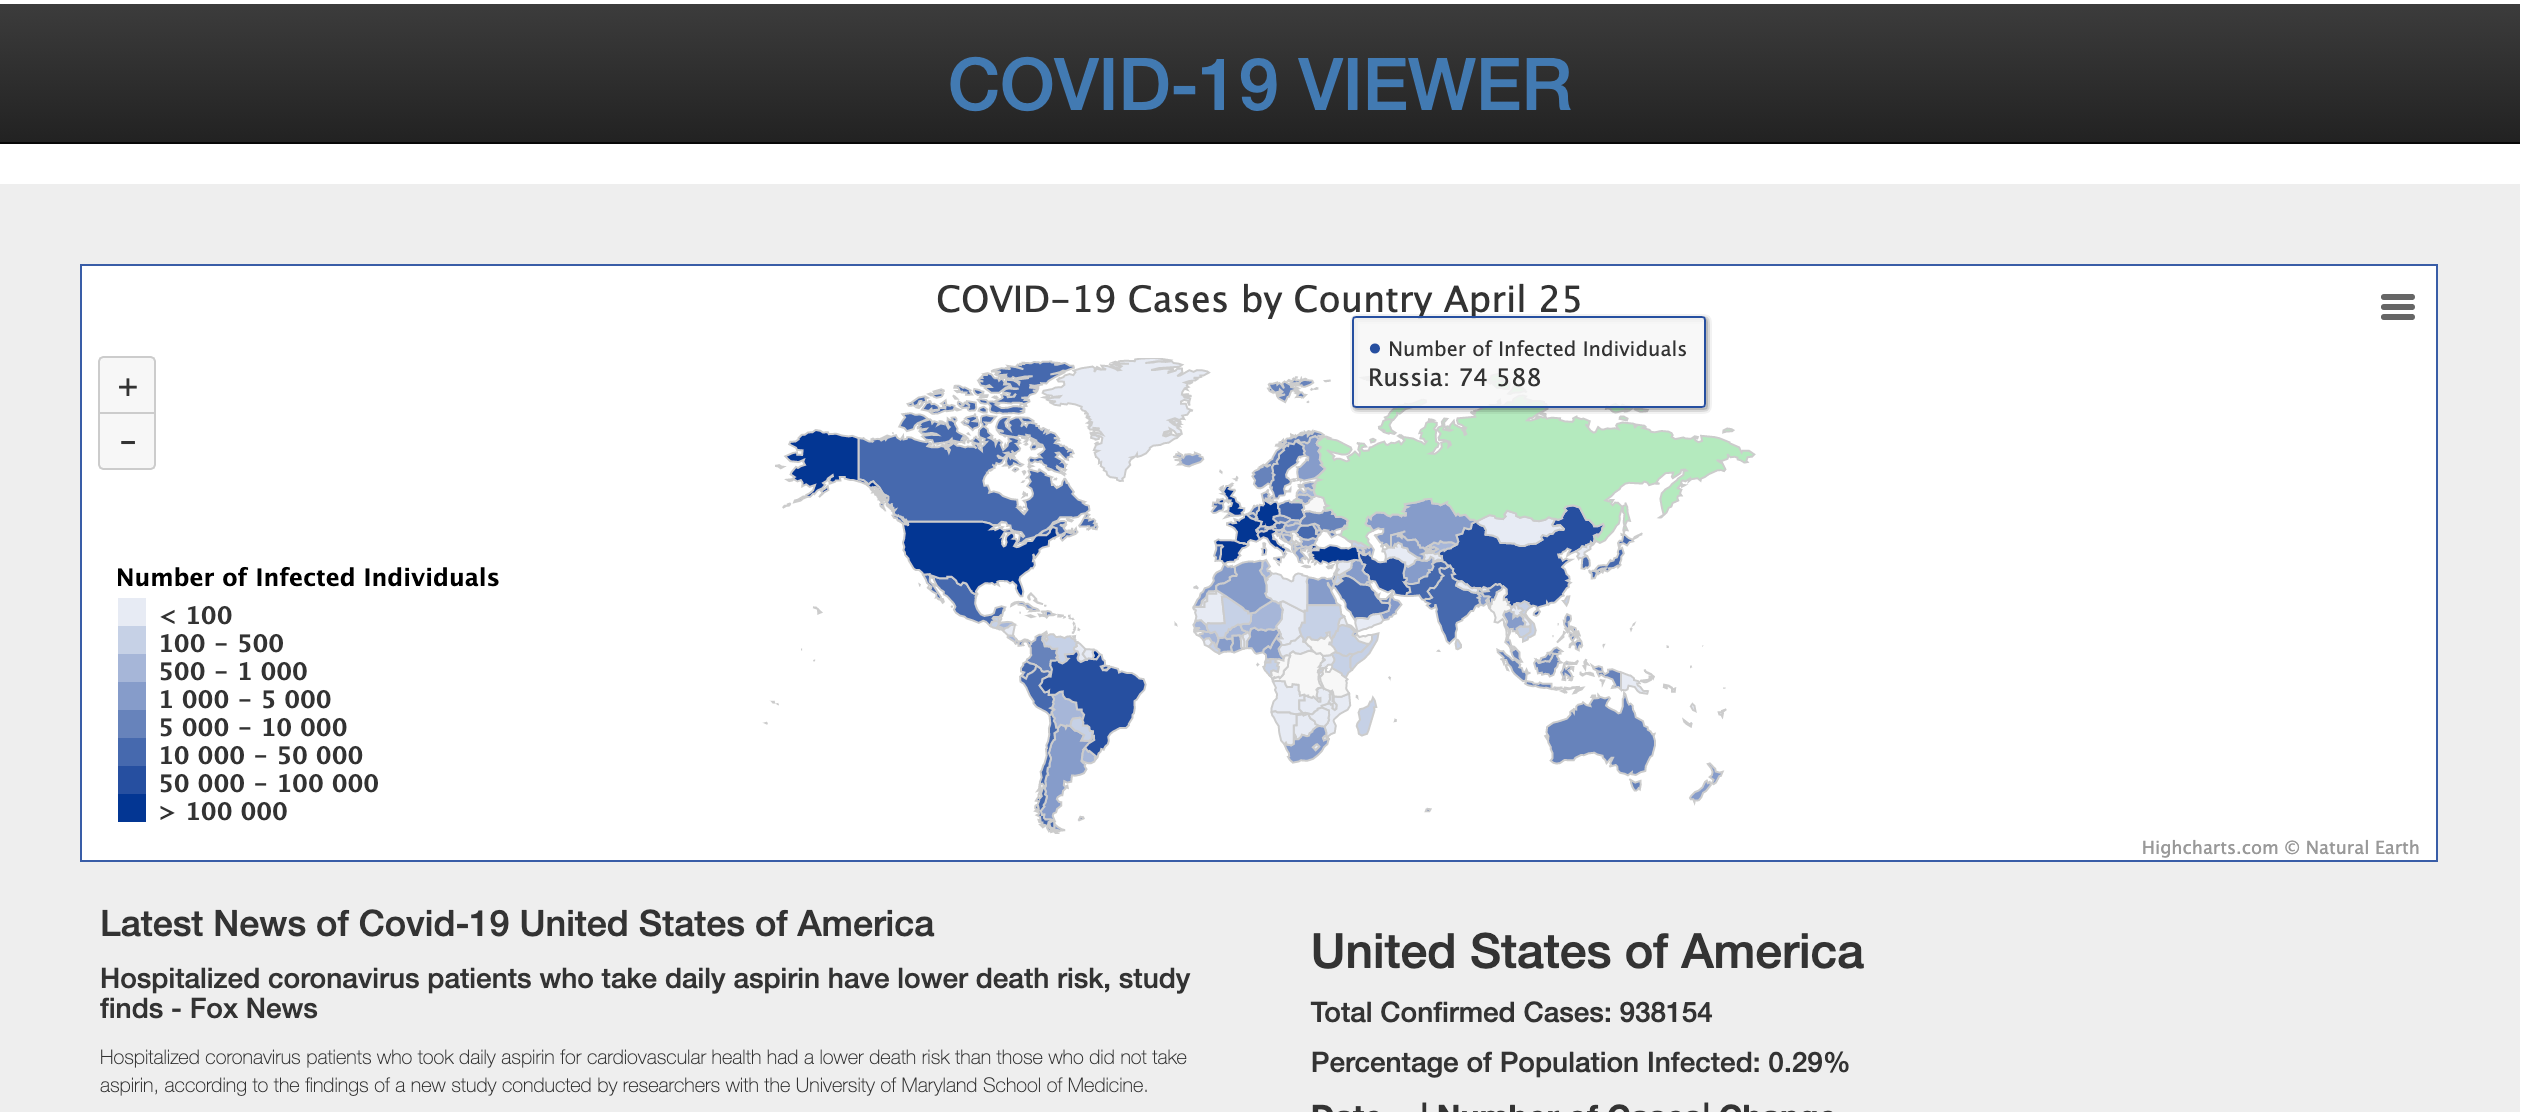 COVID-19 VIEWER
COVID-19 Cases by Country April 25
Number of Infected Individuals
Russia: 74 588
+
-
Number of Infected Individuals
< 100
100 - 500
500 - 1 000
1 000 - 5 000
5 000 - 10 000
10 000 - 50 000
50 000 - 100 000
> 100 000
Highcharts.com © Natural Earth
Latest News of Covid-19 United States of America
Hospitalized coronavirus patients who take daily aspirin have lower death risk, study
finds - Fox News
Hospitalized coronavirus patients who took daily aspirin for cardiovascular health had a lower death risk than those who did not take
aspirin, according to the findings of a new study conducted by researchers with the University of Maryland School of Medicine.
United States of America
Total Confirmed Cases: 938154
Percentage of Population Infected: 0.29%
Date | Number of Cases| Change